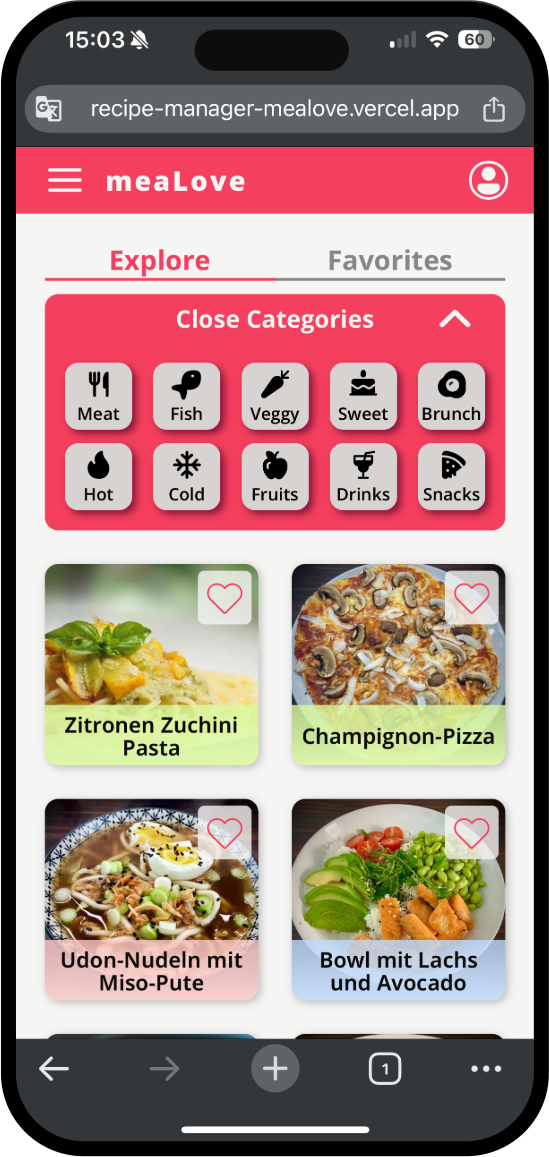 15:03
60
recipe-manager-mealove.vercel.app
meaLove
Explore Favorites
Close Categories
Meat Fish Veggy Sweet Brunch
Hot Cold Fruits Drinks Snacks
Zitronen Zuchini
Pasta
Champignon-Pizza
Udon-Nudeln mit
Miso-Pute
Bowl mit Lachs
und Avocado
1